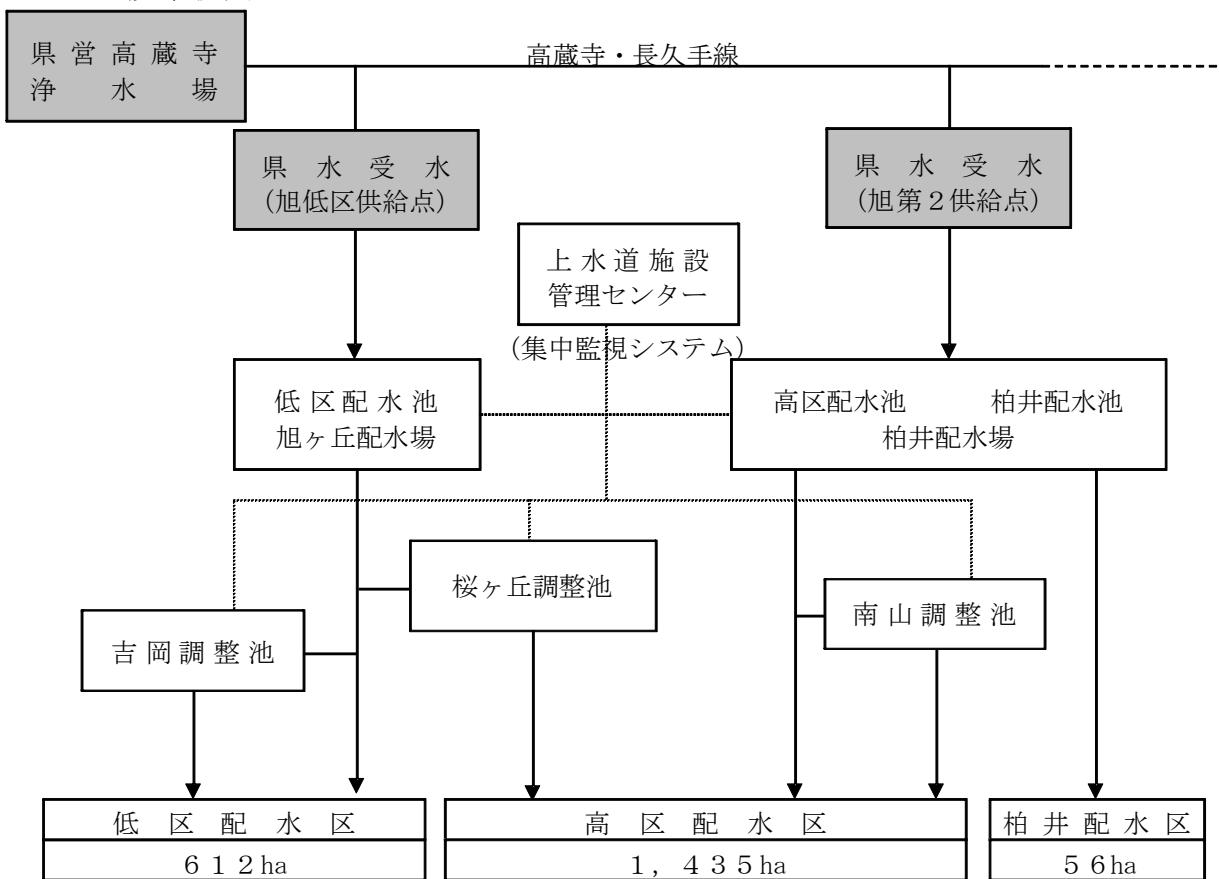 県営高蔵寺
浄水場
高蔵寺・長久手線
県水受水
(旭低区供給点)
県水受水
(旭第２供給点)
上水道施設
管理センター
(集中監視システム)
低区配水池
旭ヶ丘配水場
高区配水池 柏井配水池
柏井配水場
桜ヶ丘調整池
南山調整池
吉岡調整池
低区配水区
６１２ha
高区配水区
１，４３５ha
柏井配水区
５６ha